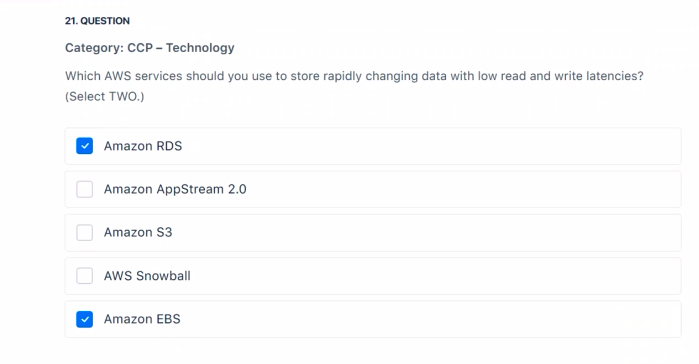 21. QUESTION
Category: CCP – Technology
Which AWS services should you use to store rapidly changing data with low read and write latencies?
(Select TWO.)
Amazon RDS
Amazon AppStream 2.0
Amazon S3
AWS Snowball
Amazon EBS